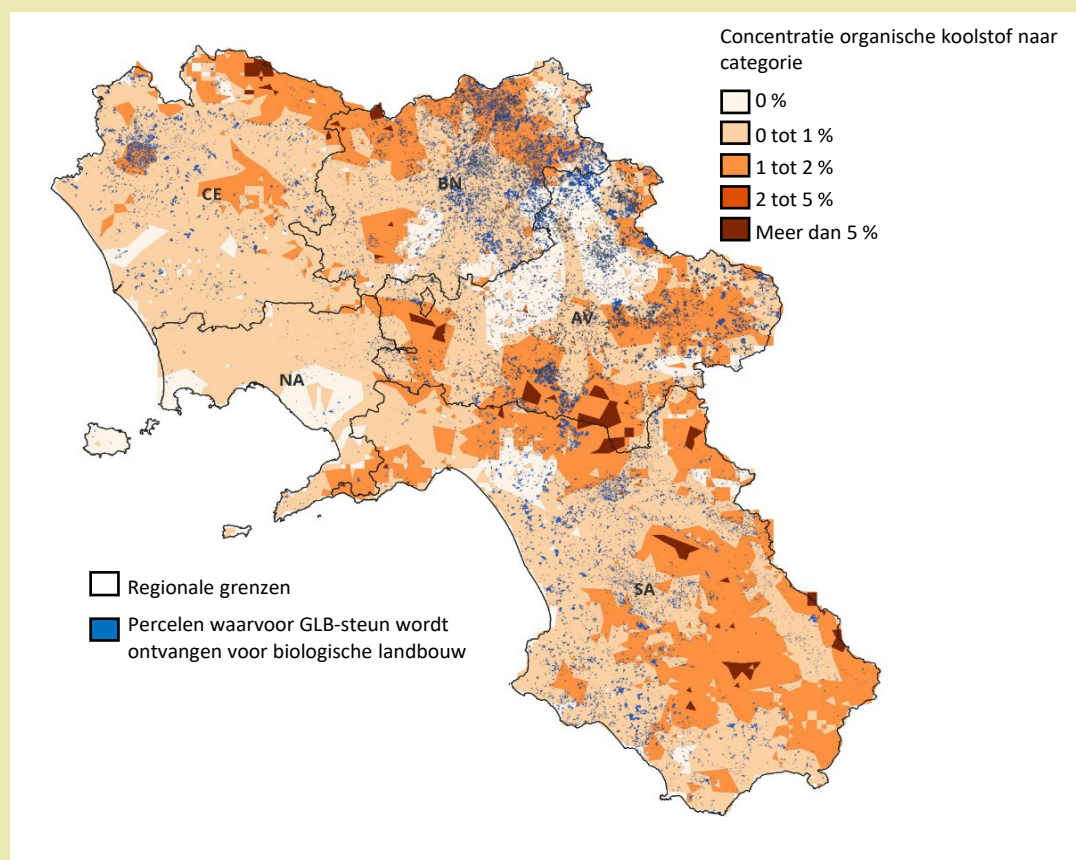 Concentratie organische koolstof naar
categorie
0 %
0 tot 1 %
1 tot 2 %
2 tot 5 %
Meer dan 5 %
BN
CE
AV
NA
SA
Regionale grenzen
Percelen waarvoor GLB-steun wordt
ontvangen voor biologische landbouw